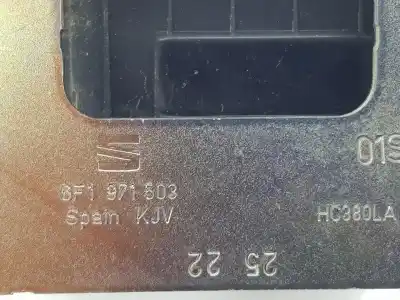 01S
6F1 971 503
Spain KJV
HC380LA
25 22